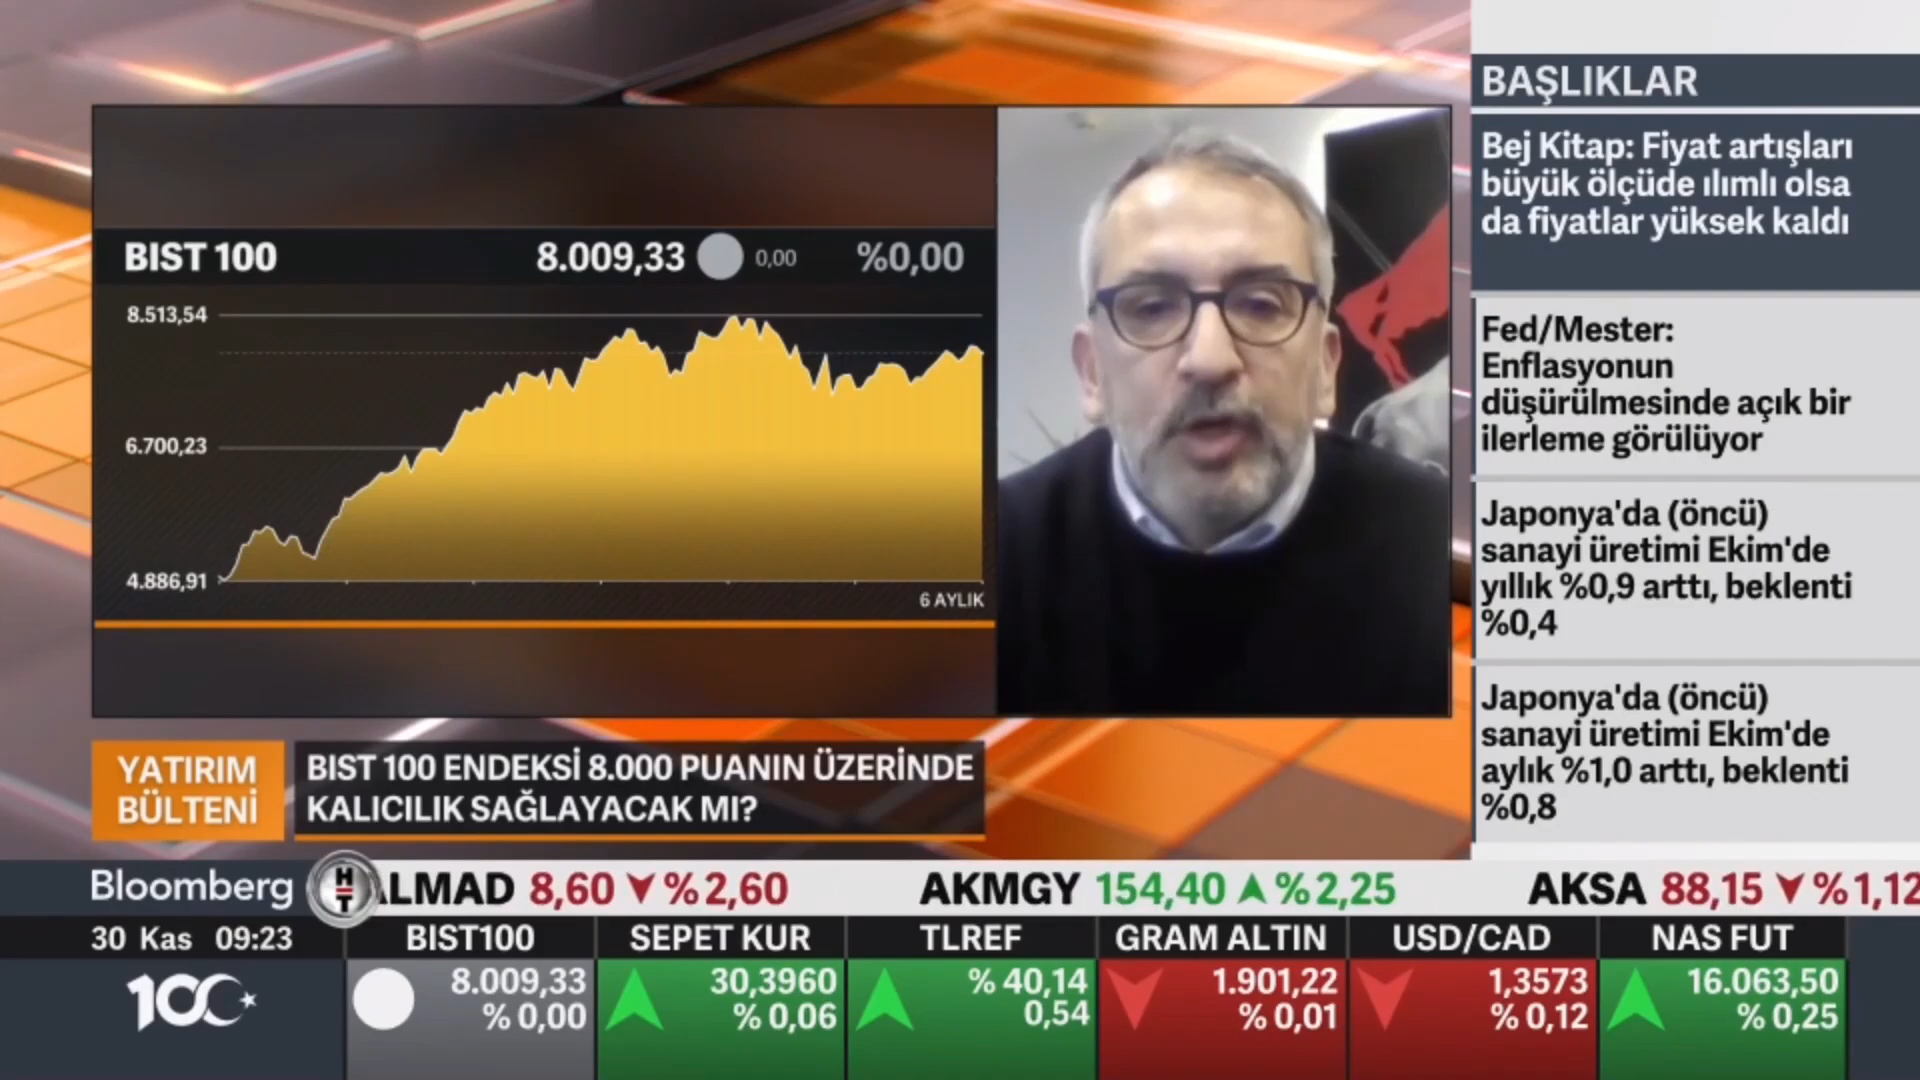 BAŞLIKLAR
Bej Kitap: Fiyat artışları
büyük ölçüde ılımlı olsa
da fiyatlar yüksek kaldı
Fed/Mester:
Enflasyonun
düşürülmesinde açık bir
ilerleme görülüyor
Japonya'da (öncü)
sanayi üretimi Ekim'de
yıllık %0,9 arttı, beklenti
%0,4
Japonya'da (öncü)
sanayi üretimi Ekim'de
aylık %1,0 arttı, beklenti
%0,8
BIST 100 8.009,33 0,00 %0,00
8.513,54
6.700,23
4.886,91
6 AYLIK
YATIRIM
BÜLTENİ
BIST 100 ENDEKSİ 8.000 PUANIN ÜZERİNDE
KALICILIK SAĞLAYACAK MI?
Bloomberg HT LMAD 8,60 %2,60 AKMGY 154,40 %2,25 AKSA 88,15 %1,12
30 Kas 09:23
100
BIST100
8.009,33
% 0,00
SEPET KUR
30,3960
% 0,06
TLREF
% 40,14
0,54
GRAM ALTIN
1.901,22
% 0,01
USD/CAD
1,3573
% 0,12
NAS FUT
16.063,50
% 0,25